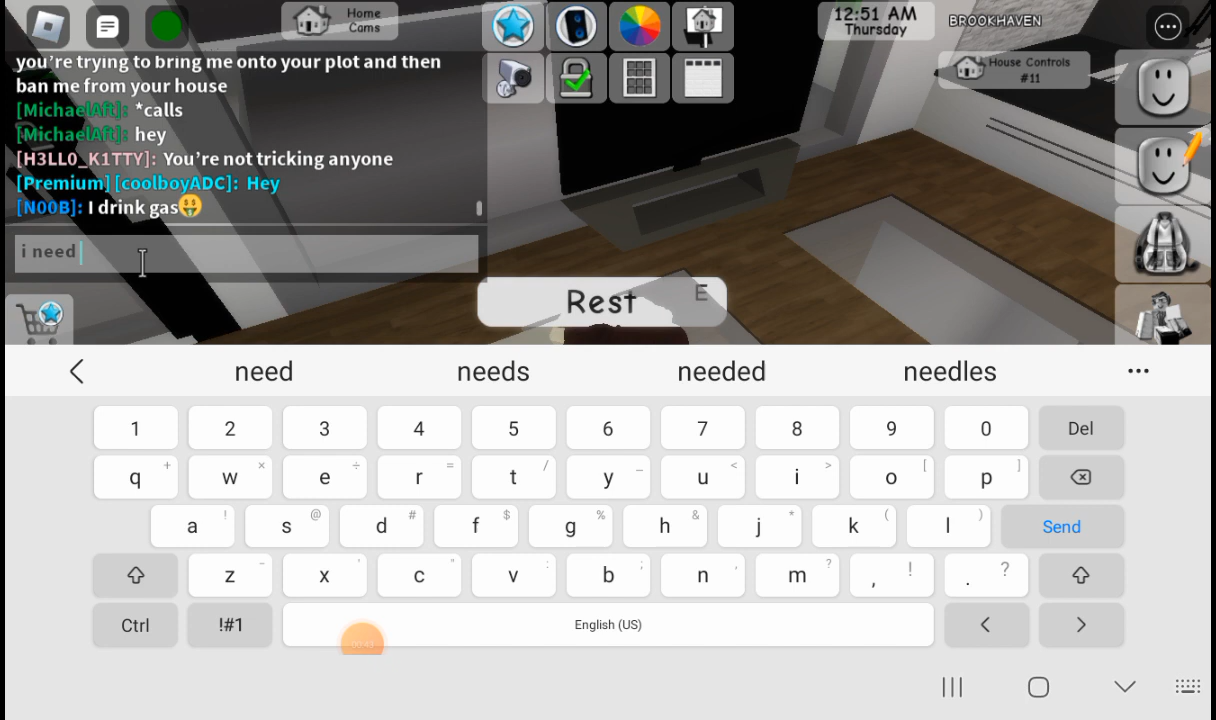 Home
Cams
12:51 AM
Thursday
BROOKHAVEN
House Controls
#11
you're trying to bring me onto your plot and then
ban me from your house
[MichaelAft]: *calls
[MichaelAft]: hey
[H3LL0_K1TTY]: You're not tricking anyone
[Premium] [coolboyADC]: Hey
[N00B]: I drink gas🤑
i need
Rest E
need needs needed needles
1 2 3 4 5 6 7 8 9 0 Del
q + w × e ÷ r = t / y _ u < i > o [ p ]
a ! s @ d # f $ g % h & j * k ( l ) Send
z - x ' c " v : b ; n , m ? , ! . ?
Ctrl !#1 English (US) < >
00:43